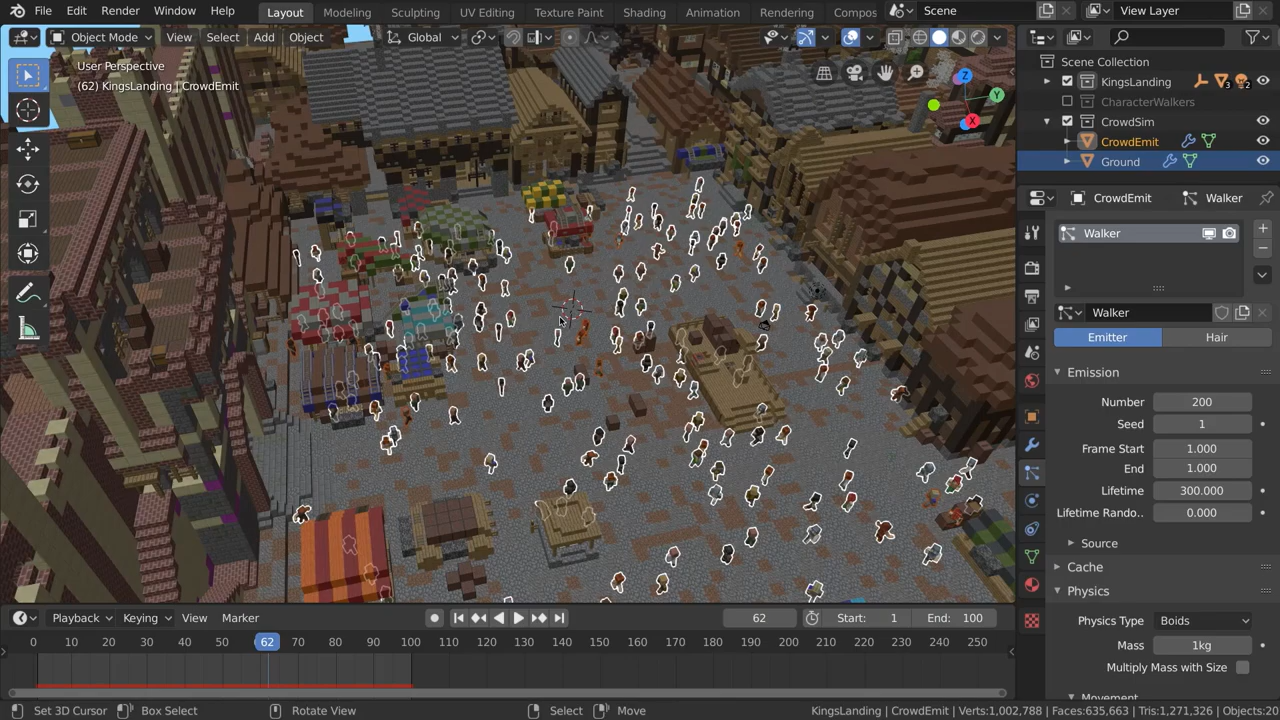 File Edit Render Window Help Layout Modeling Sculpting UV Editing Texture Paint Shading Animation Rendering Compos Scene View Layer
Object Mode View Select Add Object Global
User Perspective
(62) KingsLanding | CrowdEmit
Z
Y
X
Scene Collection
KingsLanding 3 2
CharacterWalkers
CrowdSim
CrowdEmit
Ground
CrowdEmit Walker
Walker
Walker
Emitter Hair
Emission
Number 200
Seed 1
Frame Start 1.000
End 1.000
Lifetime 300.000
Lifetime Rando.. 0.000
Source
Cache
Physics
Physics Type Boids
Mass 1kg
Multiply Mass with Size
Movement
Playback Keying View Marker 62 Start: 1 End: 100
0 10 20 30 40 50 62 70 80 90 100 110 120 130 140 150 160 170 180 190 200 210 220 230 240 250
Set 3D Cursor Box Select Rotate View Select Move KingsLanding | CrowdEmit | Verts:1,002,788 | Faces:635,663 | Tris:1,271,326 | Objects:20